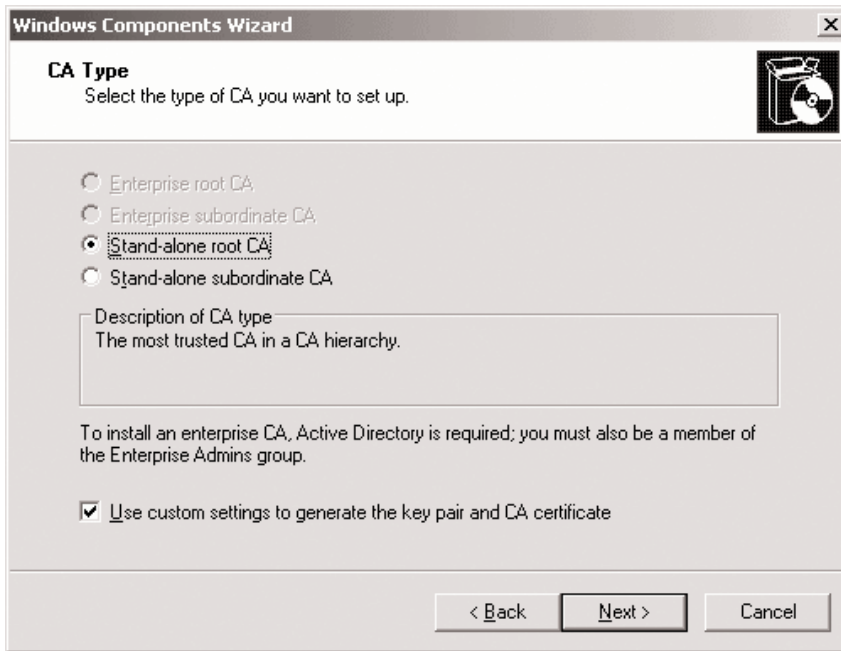 Windows Components Wizard
CA Type
Select the type of CA you want to set up.
Enterprise root CA
Enterprise subordinate CA
Stand-alone root CA
Stand-alone subordinate CA
Description of CA type
The most trusted CA in a CA hierarchy.
To install an enterprise CA, Active Directory is required; you must also be a member of
the Enterprise Admins group.
Use custom settings to generate the key pair and CA certificate
< Back Next > Cancel